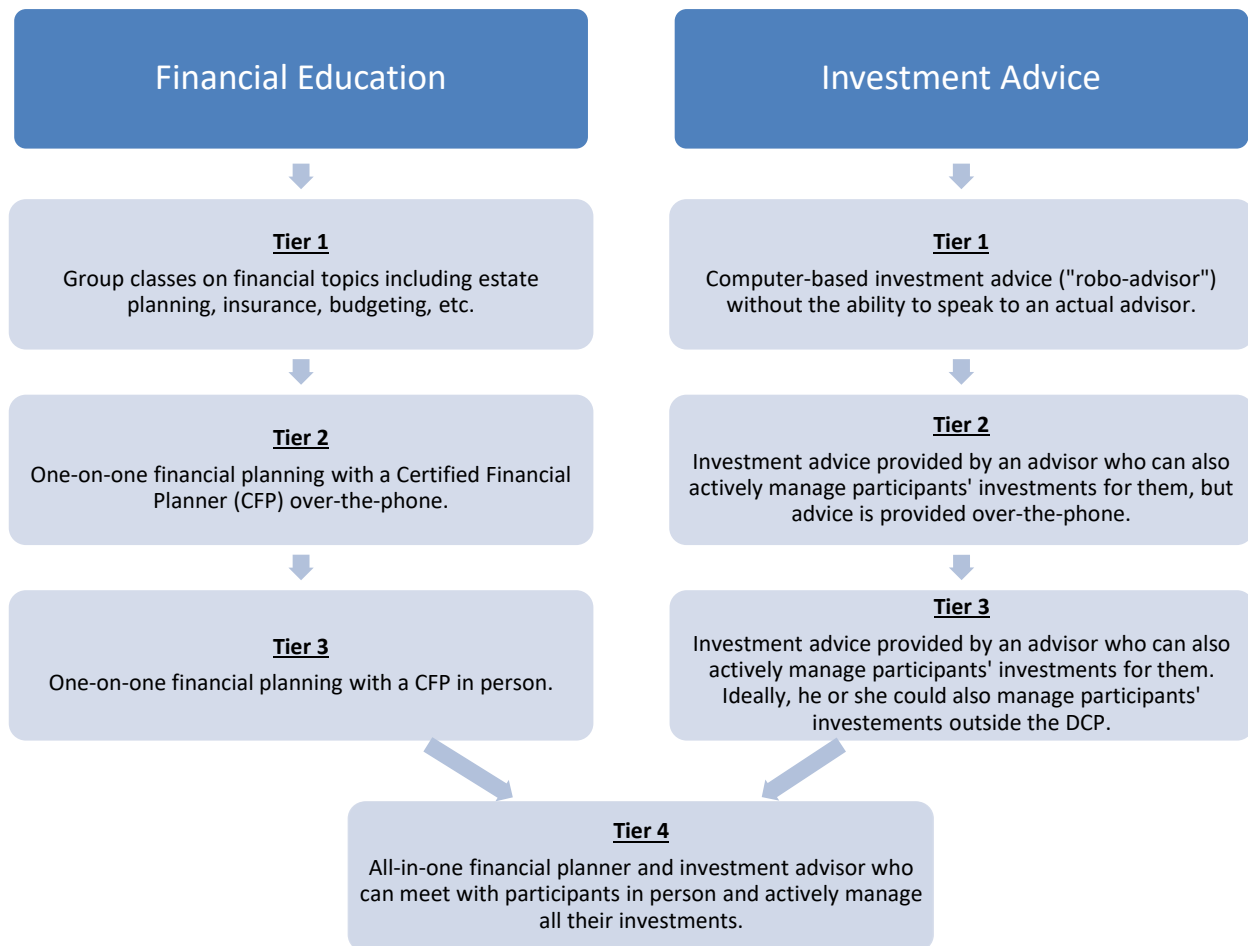 Financial Education
Investment Advice
Tier 1
Group classes on financial topics including estate
planning, insurance, budgeting, etc.
Tier 1
Computer-based investment advice ("robo-advisor")
without the ability to speak to an actual advisor.
Tier 2
One-on-one financial planning with a Certified Financial
Planner (CFP) over-the-phone.
Tier 2
Investment advice provided by an advisor who can also
actively manage participants' investments for them, but
advice is provided over-the-phone.
Tier 3
One-on-one financial planning with a CFP in person.
Tier 3
Investment advice provided by an advisor who can also
actively manage participants' investments for them.
Ideally, he or she could also manage participants'
investements outside the DCP.
Tier 4
All-in-one financial planner and investment advisor who
can meet with participants in person and actively manage
all their investments.